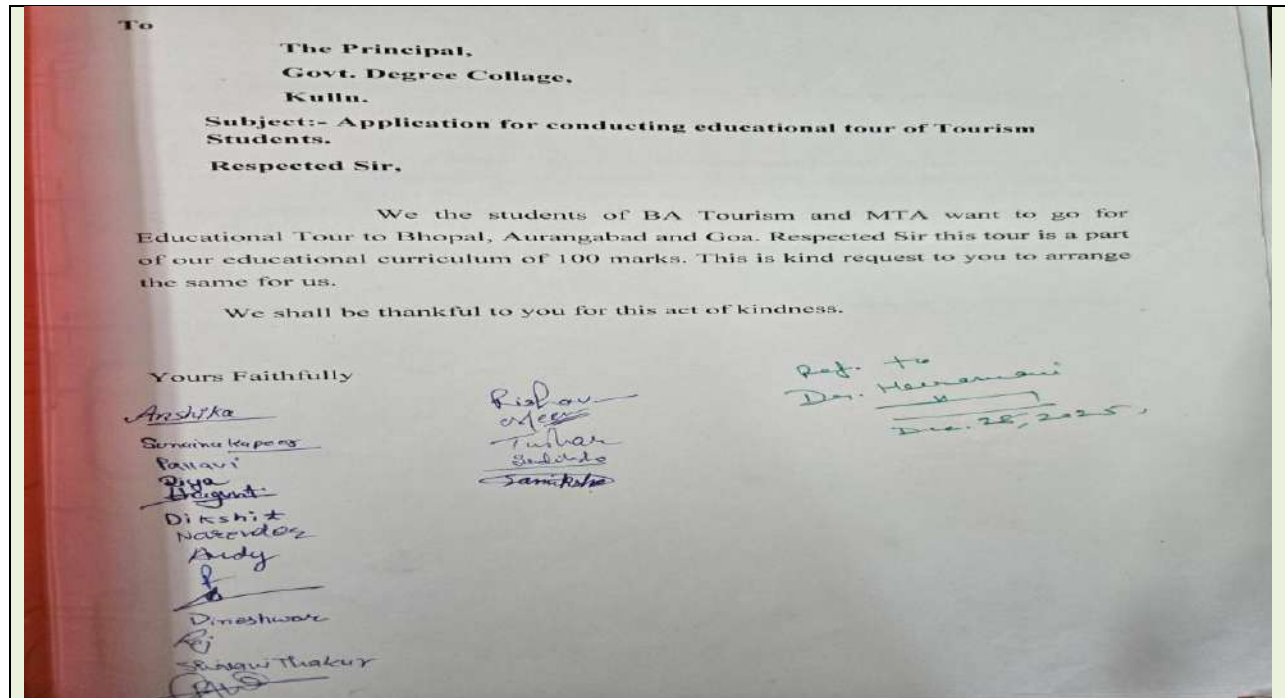 To
The Principal,
Govt. Degree Collage,
Kullu.
Subject:- Application for conducting educational tour of Tourism
Students.
Respected Sir,
We the students of BA Tourism and MTA want to go for
Educational Tour to Bhopal, Aurangabad and Goa. Respected Sir this tour is a part
of our educational curriculum of 100 marks. This is kind request to you to arrange
the same for us.
We shall be thankful to you for this act of kindness.
Yours Faithfully
Anshika
Sunaina Kapoor
Pallavi
Riya
Dikshit
Andy
Dineshwar
Raj
Thakur
Tushar
Samiksha
Ref. to
Dr.
Dec. 28, 2025,